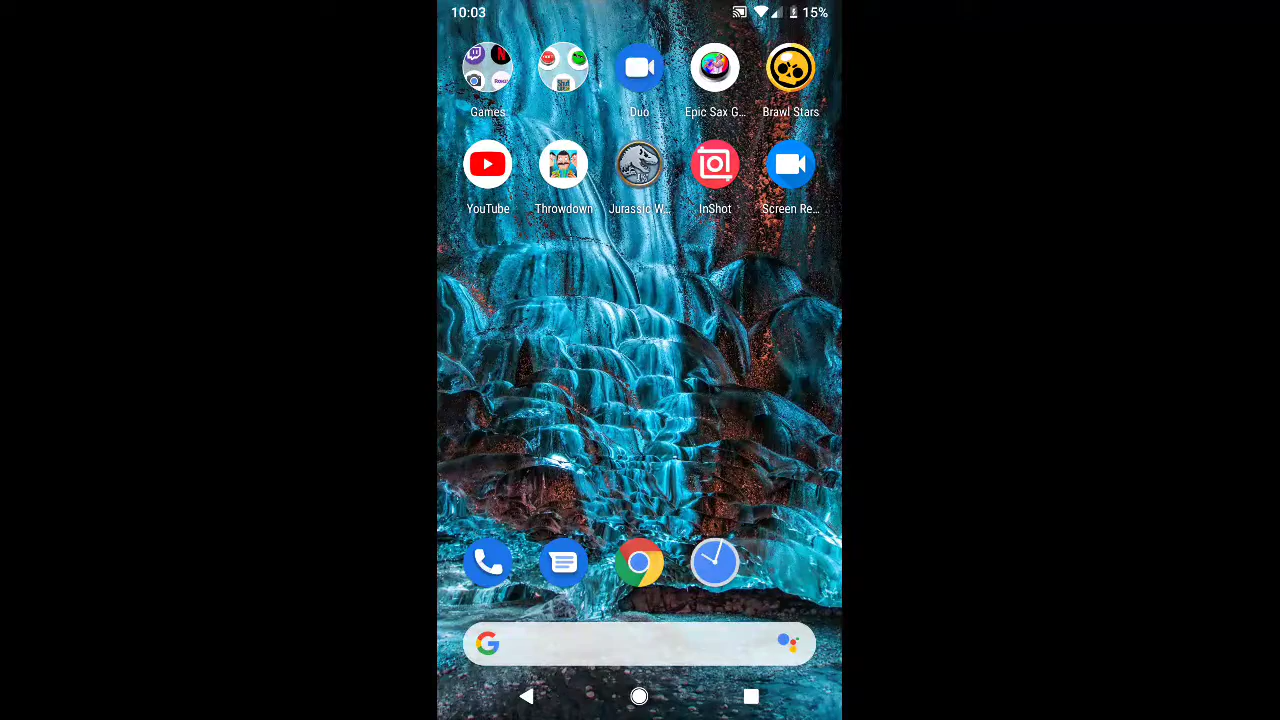 10:03
15%
Games
Duo
Epic Sax G...
Brawl Stars
YouTube
Throwdown
Jurassic W...
InShot
Screen Re...